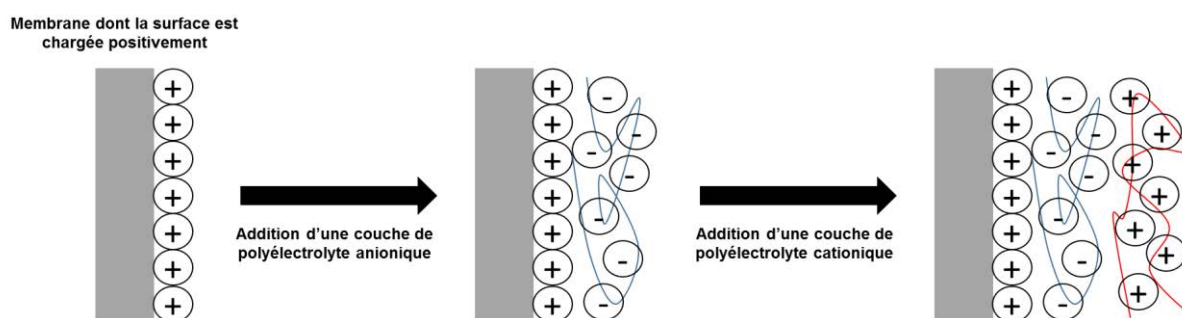 Membrane dont la surface est
chargée positivement
Addition d'une couche de
polyélectrolyte anionique
Addition d'une couche de
polyélectrolyte cationique